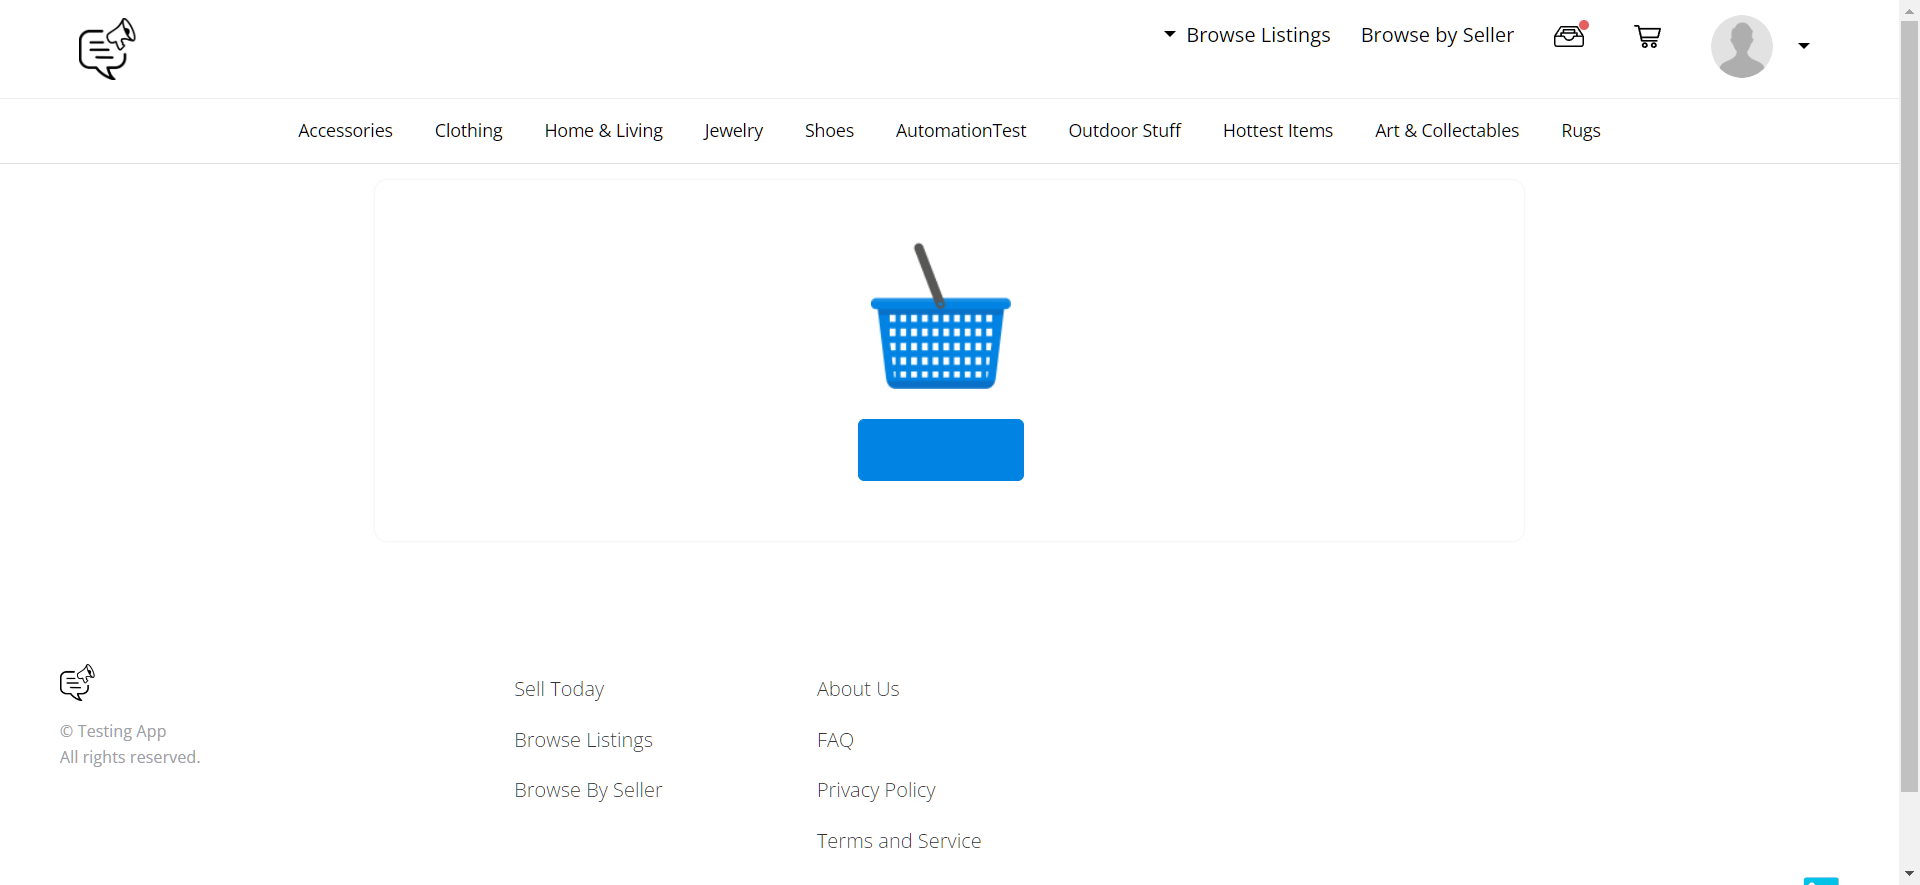 Browse Listings Browse by Seller
Accessories Clothing Home & Living Jewelry Shoes AutomationTest Outdoor Stuff Hottest Items Art & Collectables Rugs
Sell Today
Browse Listings
Browse By Seller
About Us
FAQ
Privacy Policy
Terms and Service
© Testing App
All rights reserved.